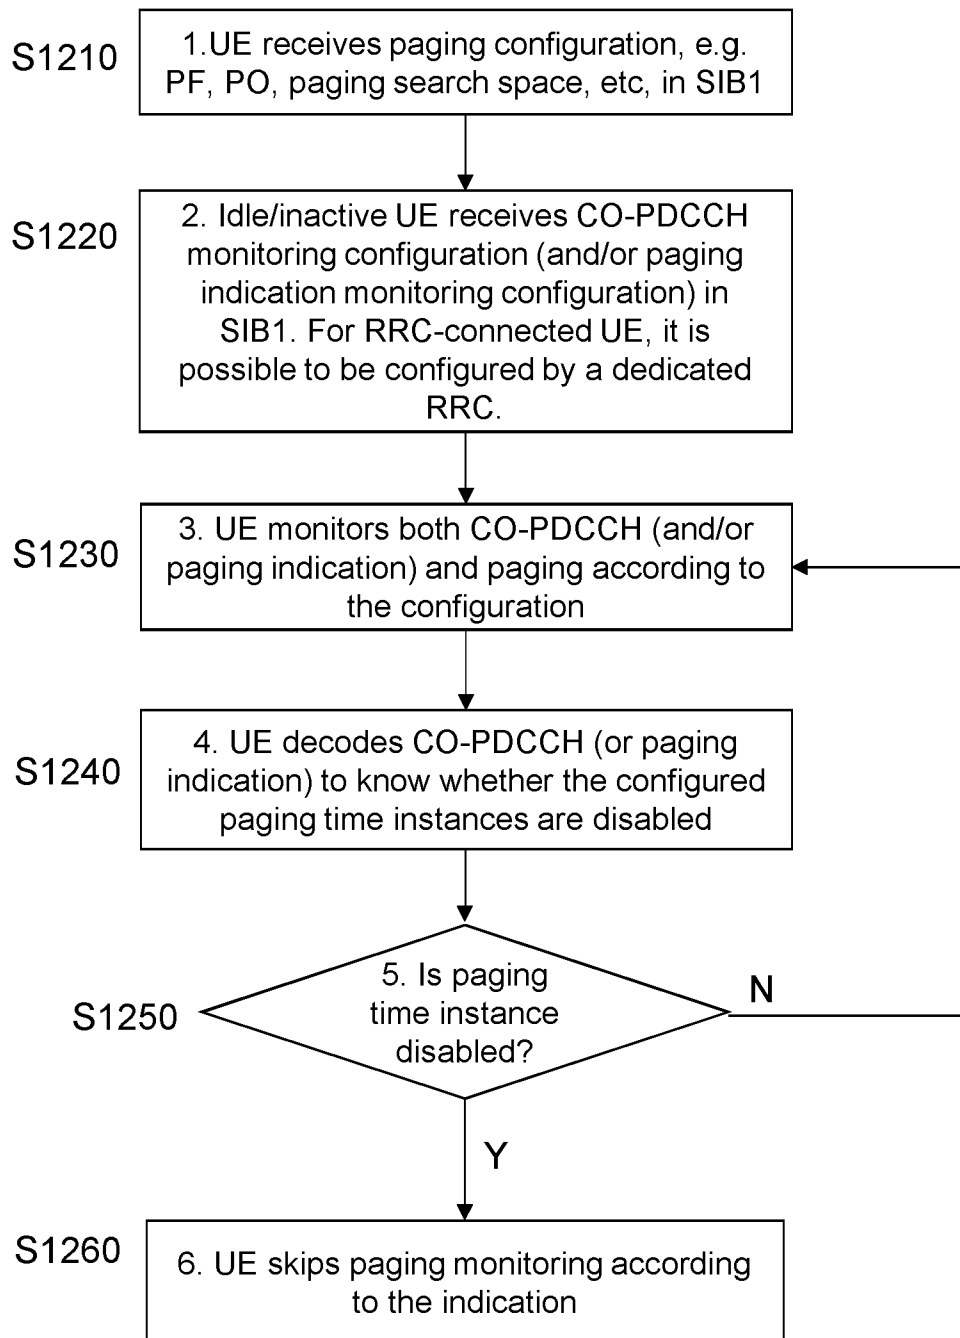 S1210
1.UE receives paging configuration, e.g.
PF, PO, paging search space, etc, in SIB1
S1220
2. Idle/inactive UE receives CO-PDCCH
monitoring configuration (and/or paging
indication monitoring configuration) in
SIB1. For RRC-connected UE, it is
possible to be configured by a dedicated
RRC.
S1230
3. UE monitors both CO-PDCCH (and/or
paging indication) and paging according to
the configuration
S1240
4. UE decodes CO-PDCCH (or paging
indication) to know whether the configured
paging time instances are disabled
S1250
5. Is paging
time instance
disabled?
N
Y
S1260
6. UE skips paging monitoring according
to the indication